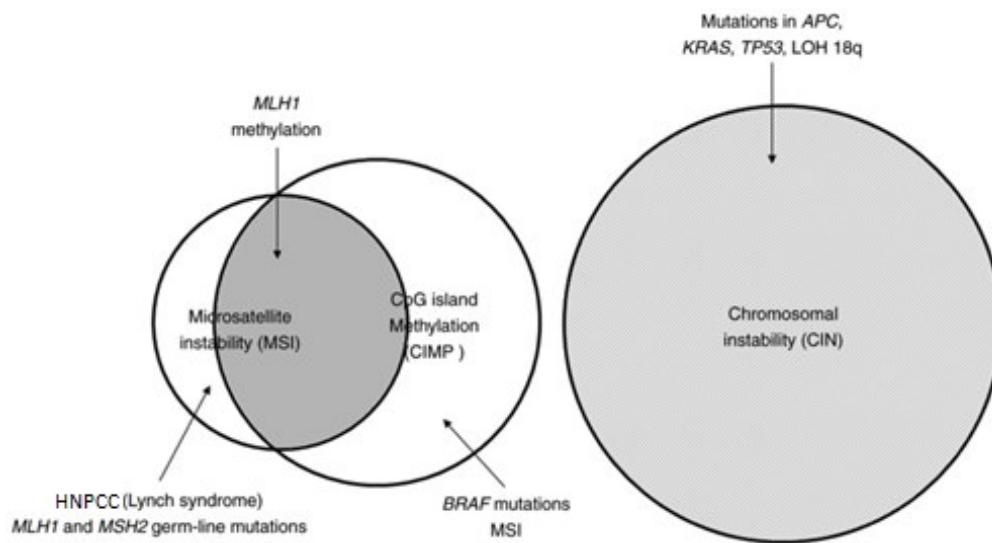 Mutations in APC,
KRAS, TP53, LOH 18q
MLH1
methylation
Microsatellite
instability (MSI)
CpG island
Methylation
(CIMP )
Chromosomal
instability (CIN)
HNPCC (Lynch syndrome)
MLH1 and MSH2 germ-line mutations
BRAF mutations
MSI